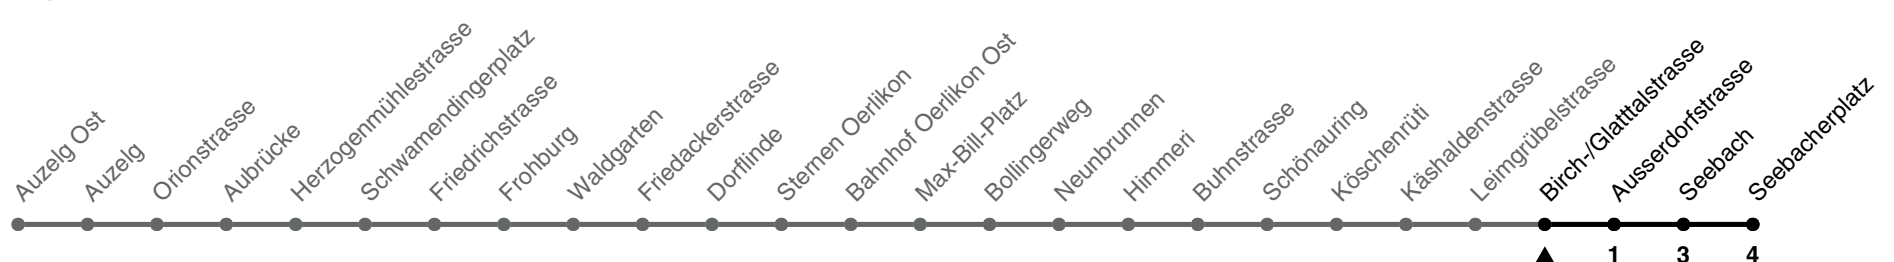 Auzelg Ost
Auzelg
Orionstrasse
Aubrücke
Herzogenmühlestrasse
Schwamendingerplatz
Friedrichstrasse
Frohburg
Waldgarten
Friedackerstrasse
Dorflinde
Sternen Oerlikon
Bahnhof Oerlikon Ost
Max-Bill-Platz
Bollingerweg
Neunbrunnen
Himmeri
Buhnstrasse
Schönauring
Köschenrüti
Käshaldenstrasse
Leimgrübelstrasse
Birch-/Glatttalstrasse
Ausserdorfstrasse
Seebach
Seebacherplatz
1 3 4